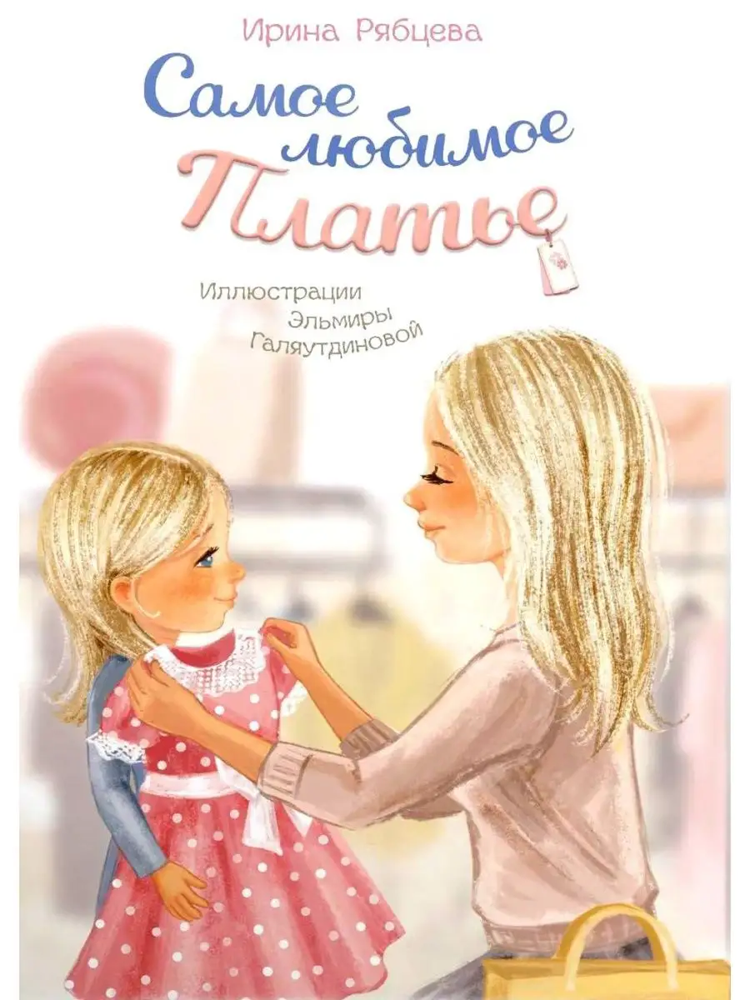 Ирина Рябцева
Самое
любимое
Платье
Иллюстрации
Эльмиры
Галяутдиновой